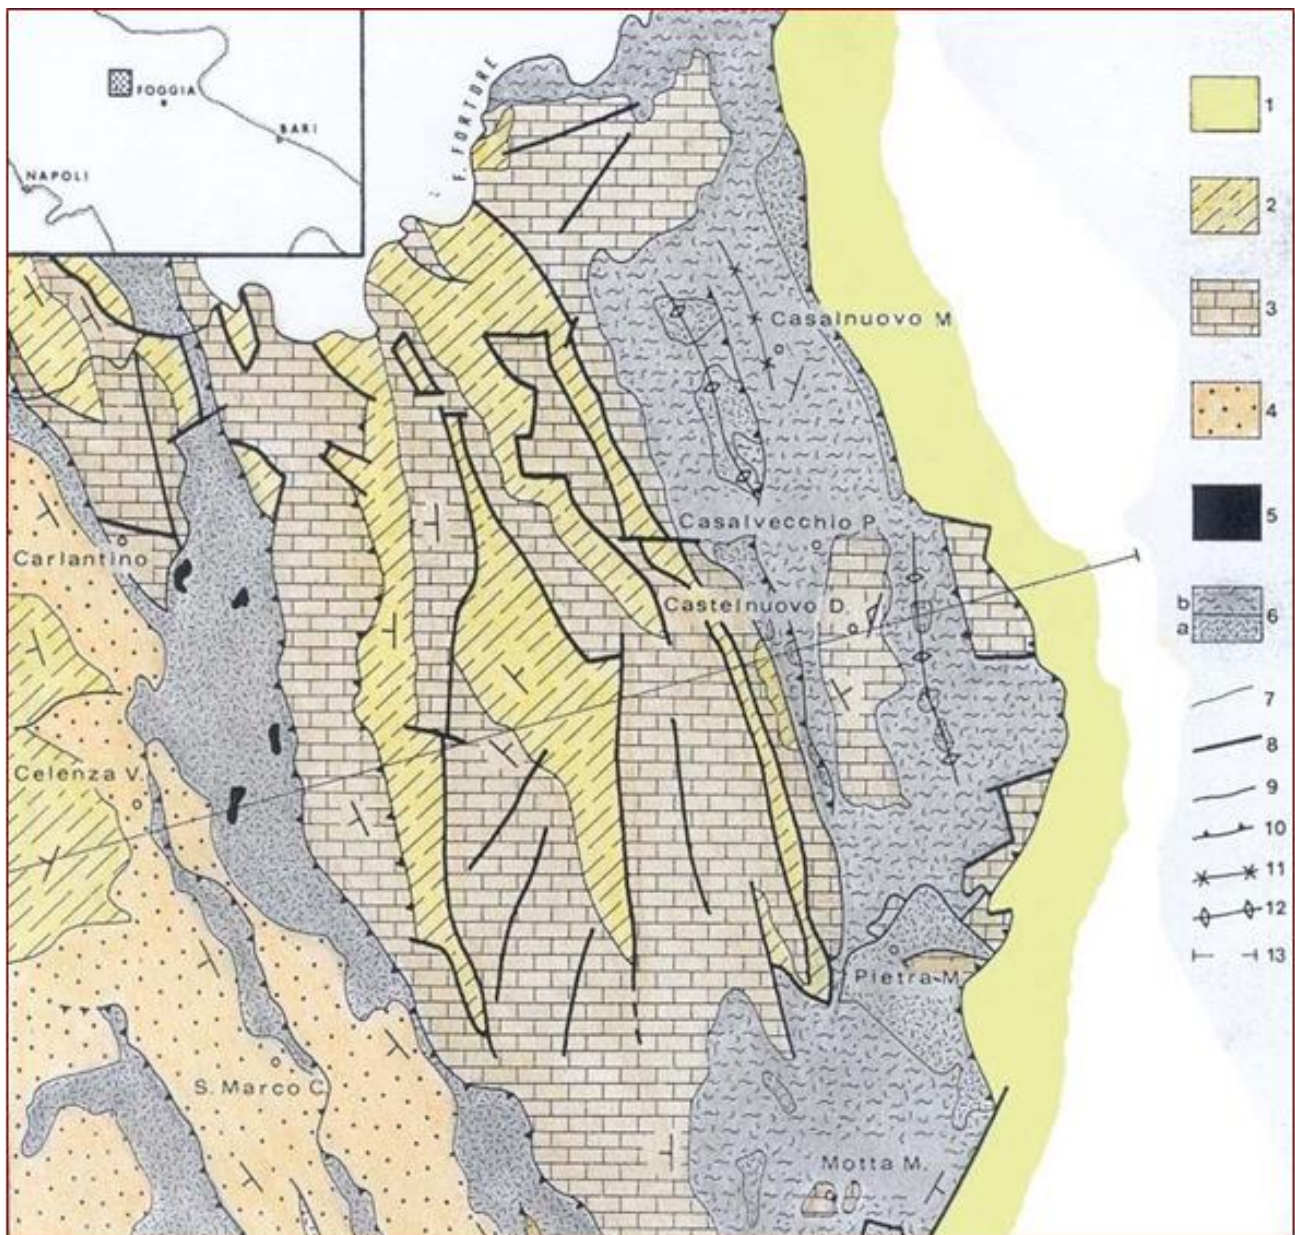 FOGGIA
BARI
NAPOLI
F. FORTORE
1
2
3
4
5
b
a
6
7
8
9
10
11
12
13
Casalnuovo M
Casalvecchio P.
Carlantino
Castelnuovo D.
Celenza V.
Pietra M.
S. Marco C.
Motta M.